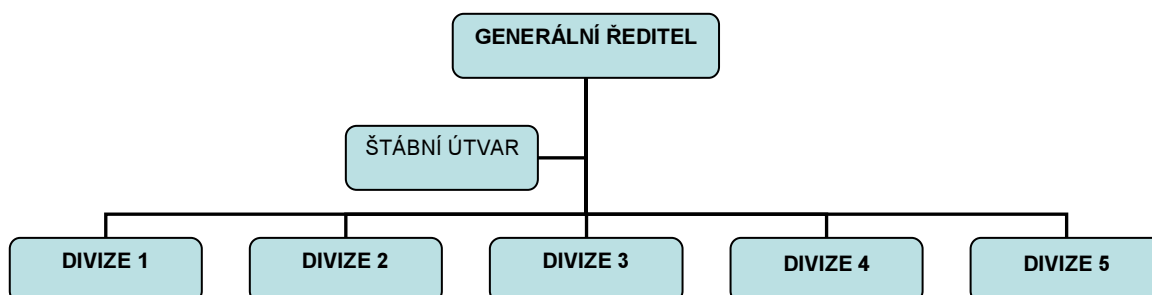 GENERÁLNÍ ŘEDITEL
ŠTÁBNÍ ÚTVAR
DIVIZE 1
DIVIZE 2
DIVIZE 3
DIVIZE 4
DIVIZE 5